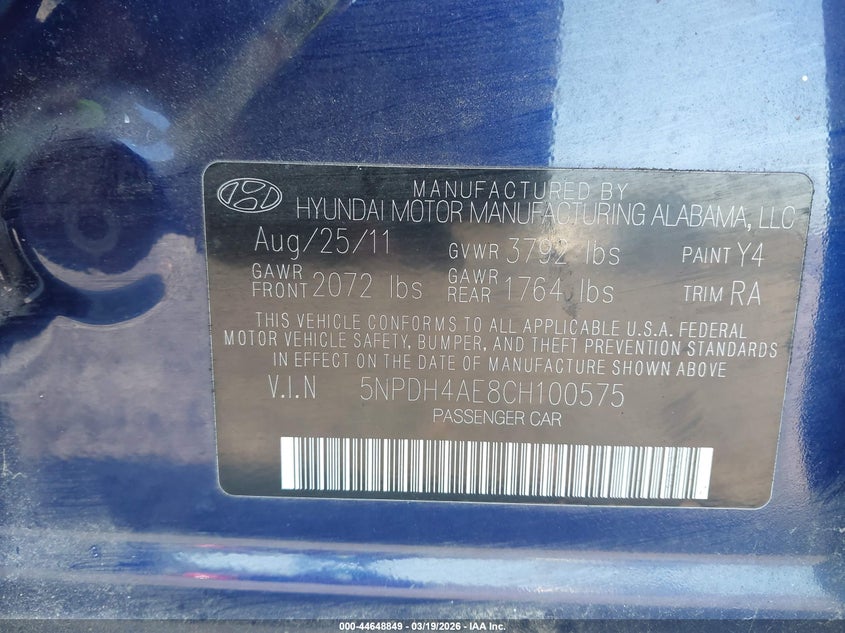 MANUFACTURED BY
HYUNDAI MOTOR MANUFACTURING ALABAMA, LLC
Aug/25/11 GVWR 3792 lbs PAINT Y4
GAWR FRONT 2072 lbs GAWR REAR 1764 lbs TRIM RA
THIS VEHICLE CONFORMS TO ALL APPLICABLE U.S.A. FEDERAL
MOTOR VEHICLE SAFETY, BUMPER, AND THEFT PREVENTION STANDARDS
IN EFFECT ON THE DATE OF MANUFACTURE SHOWN ABOVE
V.I.N 5NPDH4AE8CH100575
PASSENGER CAR
000-44648849 - 03/19/2026 - IAA Inc.